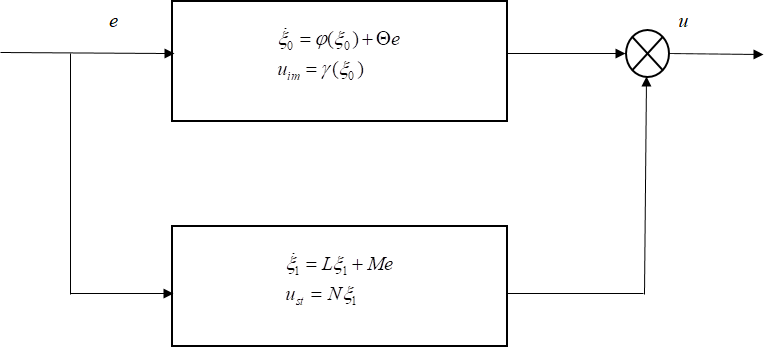 e
u
ξ̇₀ = φ(ξ₀) + Θe
u_im = γ(ξ₀)
ξ̇₁ = Lξ₁ + Me
u_st = Nξ₁